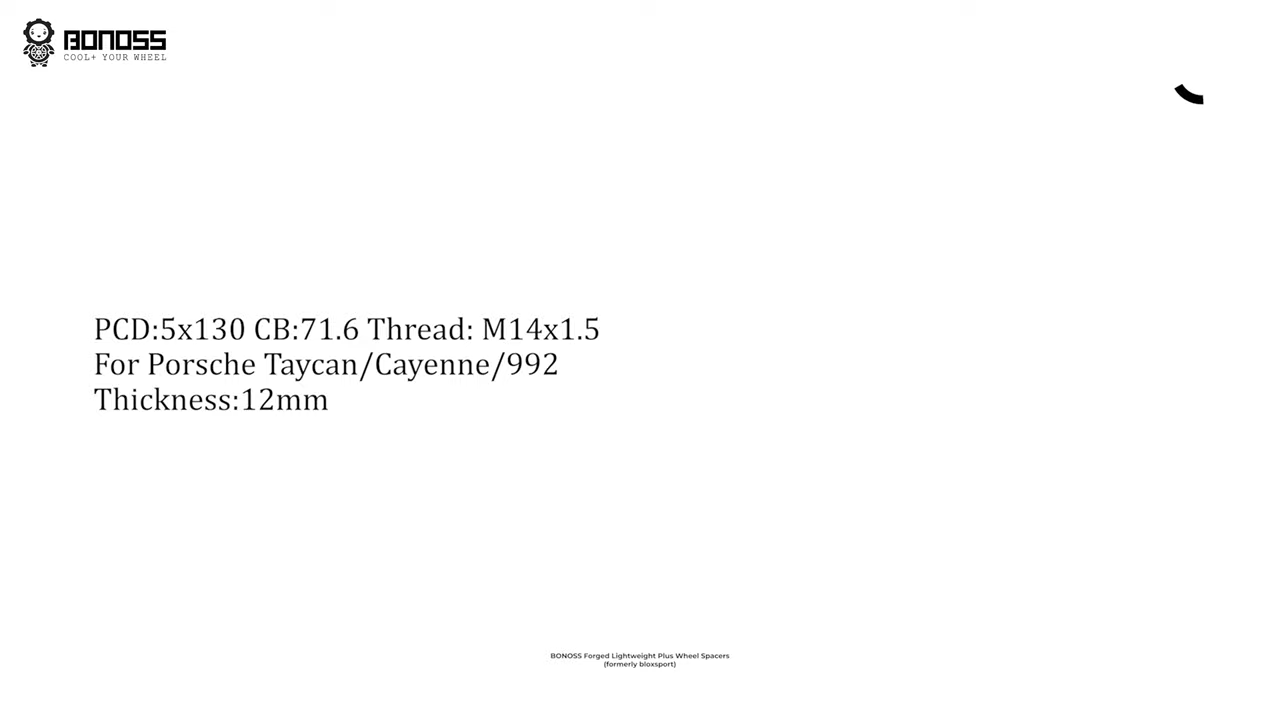 BONOSS
COOL+ YOUR WHEEL
PCD:5x130 CB:71.6 Thread: M14x1.5
For Porsche Taycan/Cayenne/992
Thickness:12mm
BONOSS Forged Lightweight Plus Wheel Spacers
(formerly bloxsport)